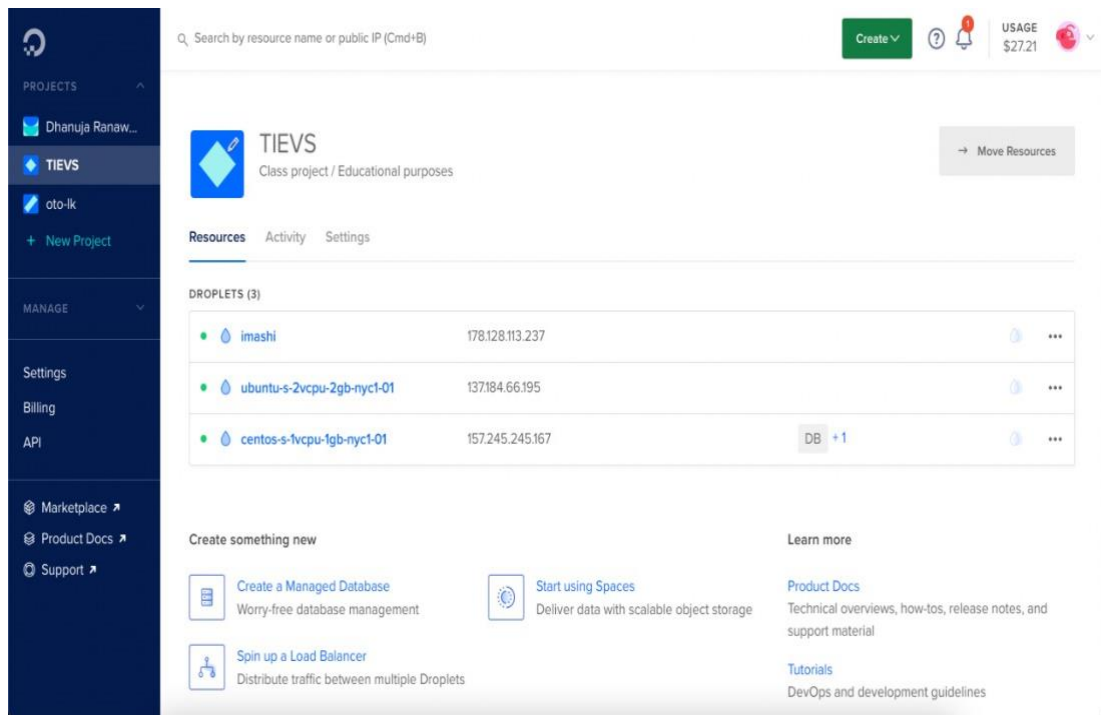 Search by resource name or public IP (Cmd+B)
Create
1
USAGE
$27.21
PROJECTS
Dhanuja Ranaw...
TIEVS
oto-lk
+ New Project
MANAGE
Settings
Billing
API
Marketplace
Product Docs
Support
TIEVS
Class project / Educational purposes
→ Move Resources
Resources Activity Settings
DROPLETS (3)
imashi 178.128.113.237
ubuntu-s-2vcpu-2gb-nyc1-01 137.184.66.195
centos-s-1vcpu-1gb-nyc1-01 157.245.245.167 DB +1
Create something new
Create a Managed Database
Worry-free database management
Start using Spaces
Deliver data with scalable object storage
Spin up a Load Balancer
Distribute traffic between multiple Droplets
Learn more
Product Docs
Technical overviews, how-tos, release notes, and
support material
Tutorials
DevOps and development guidelines